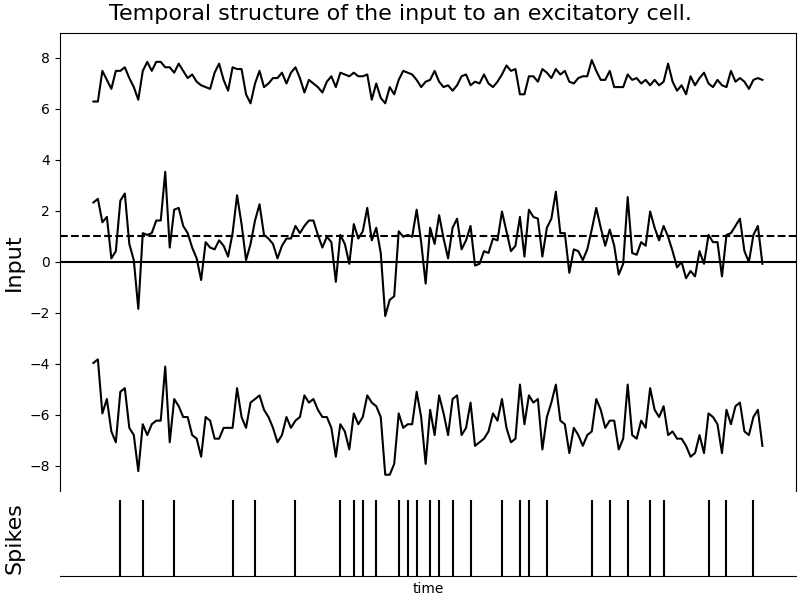 Temporal structure of the input to an excitatory cell.
8
6
4
2
0
−2
−4
−6
−8
Input
Spikes
time